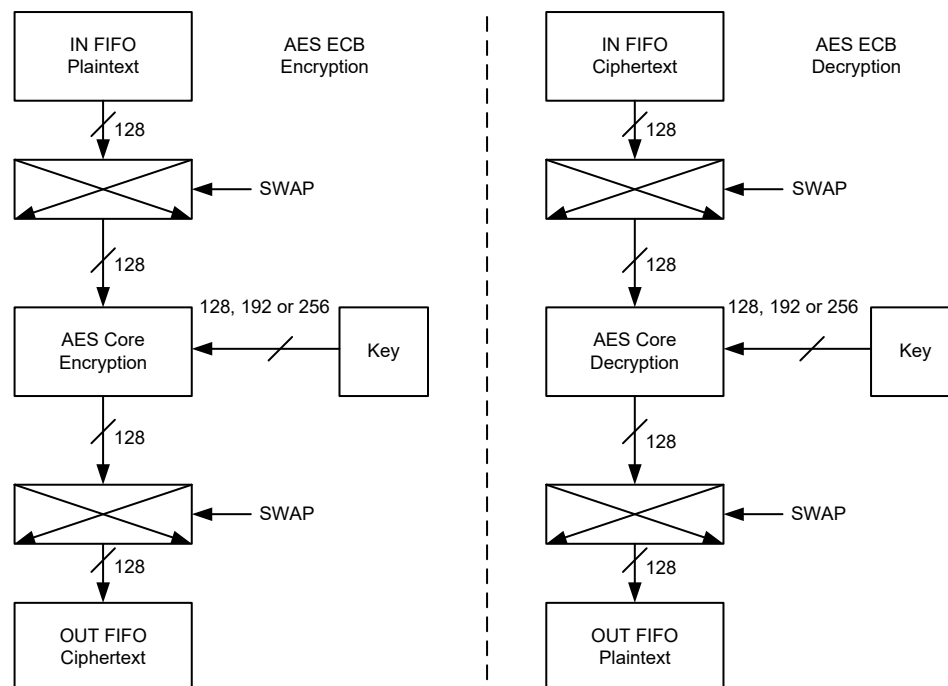 IN FIFO
Plaintext
AES ECB
Encryption
128
SWAP
128
128, 192 or 256
AES Core
Encryption
Key
128
SWAP
128
OUT FIFO
Ciphertext
IN FIFO
Ciphertext
AES ECB
Decryption
128
SWAP
128
128, 192 or 256
AES Core
Decryption
Key
128
SWAP
128
OUT FIFO
Plaintext